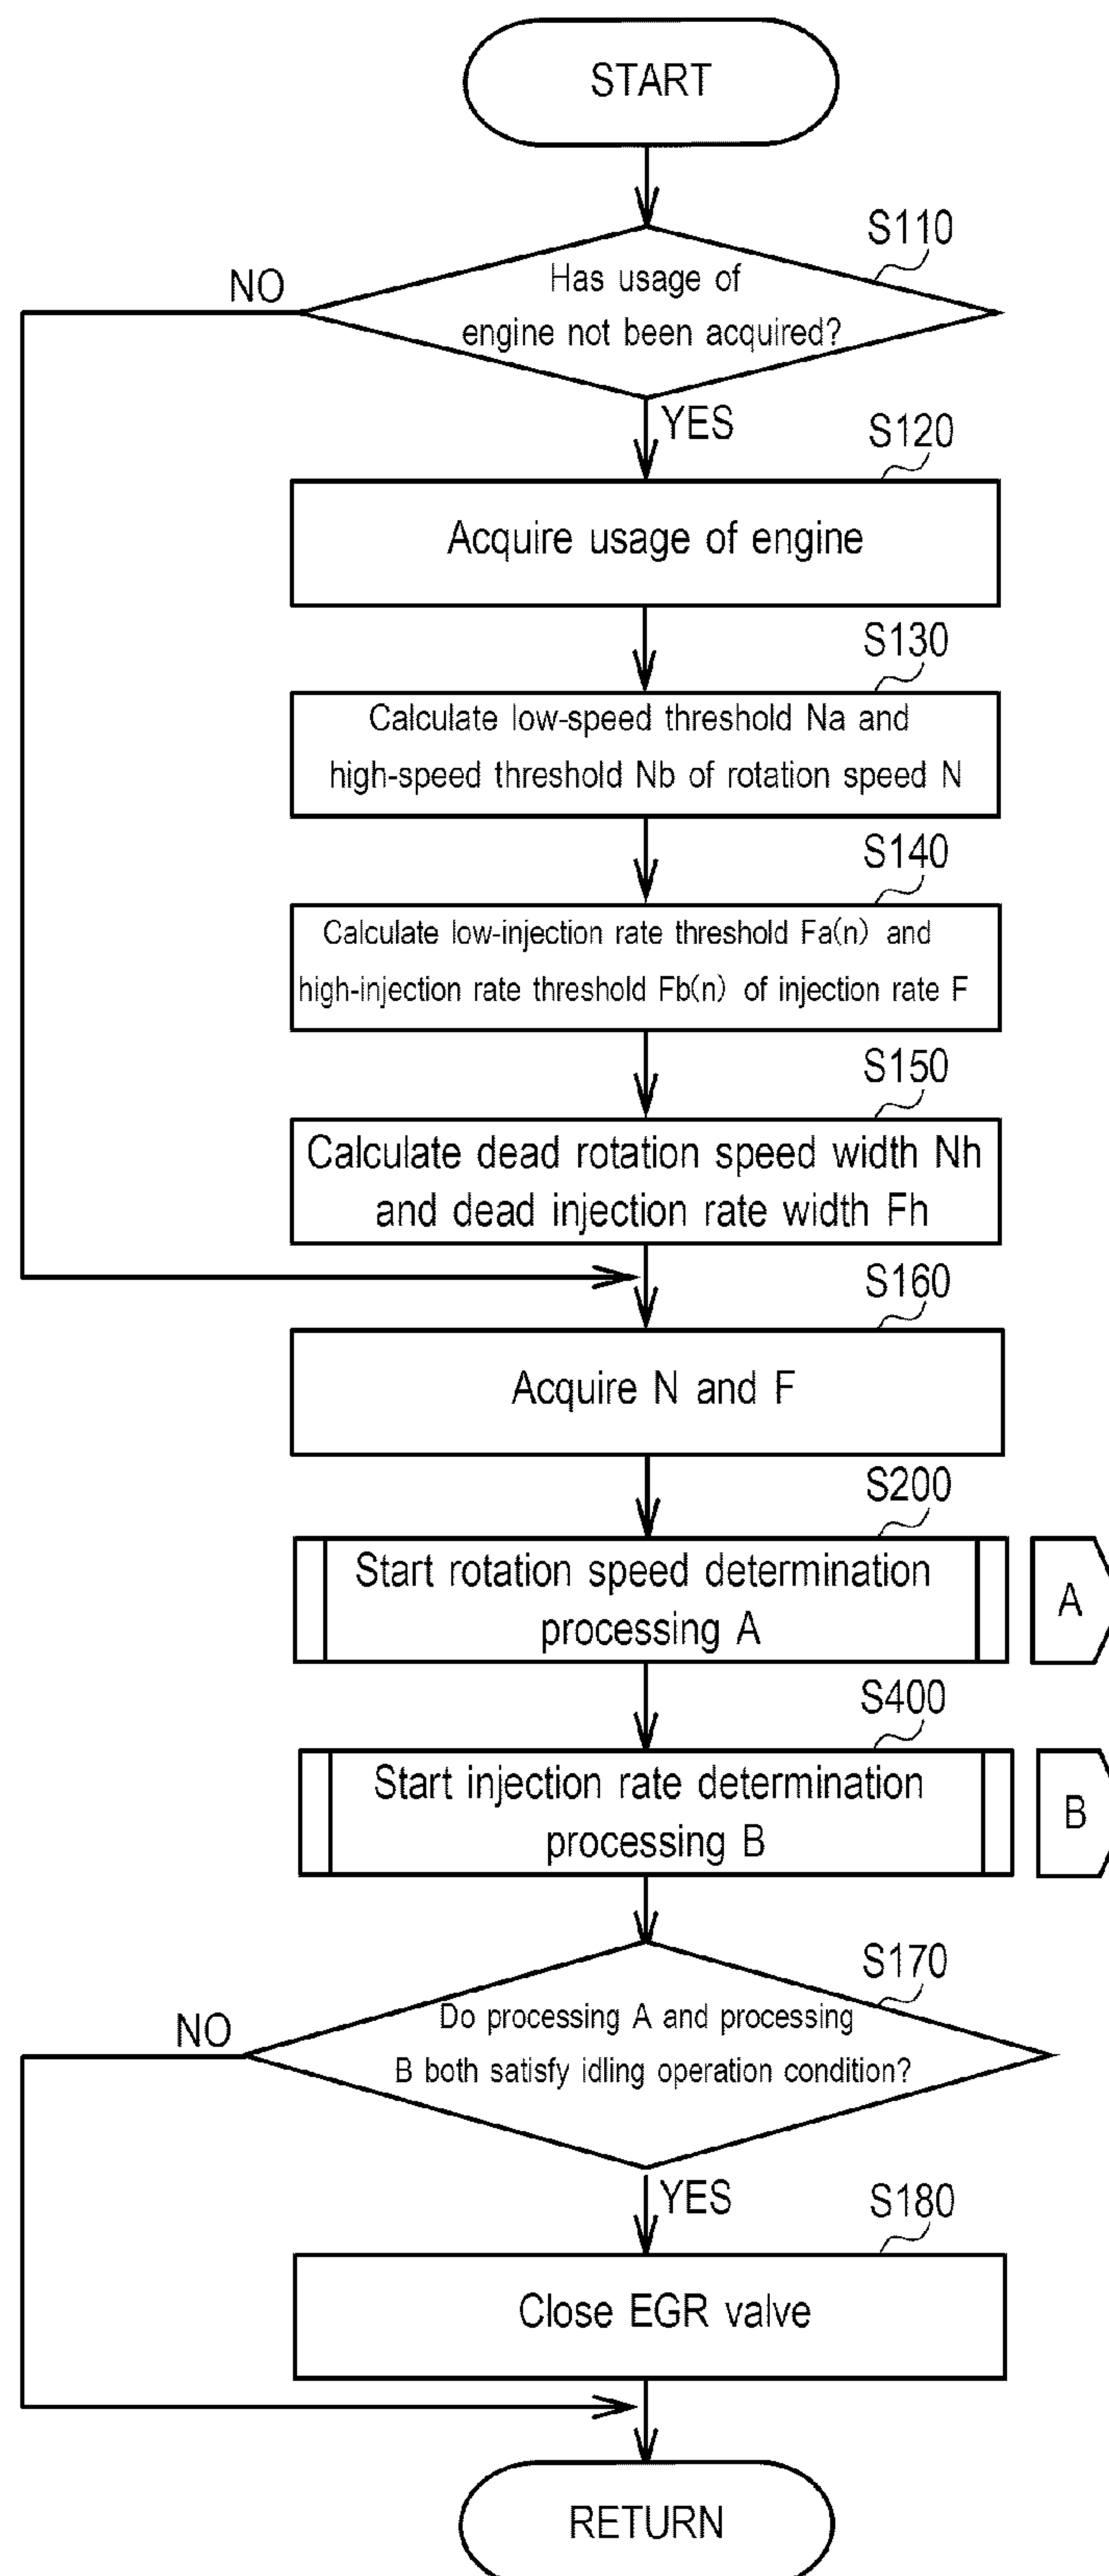 START
S110
NO
Has usage of
engine not been acquired?
YES
S120
Acquire usage of engine
S130
Calculate low-speed threshold Na and
high-speed threshold Nb of rotation speed N
S140
Calculate low-injection rate threshold Fa(n) and
high-injection rate threshold Fb(n) of injection rate F
S150
Calculate dead rotation speed width Nh
and dead injection rate width Fh
S160
Acquire N and F
S200
Start rotation speed determination
processing A
A
S400
Start injection rate determination
processing B
B
S170
NO
Do processing A and processing
B both satisfy idling operation condition?
YES
S180
Close EGR valve
RETURN